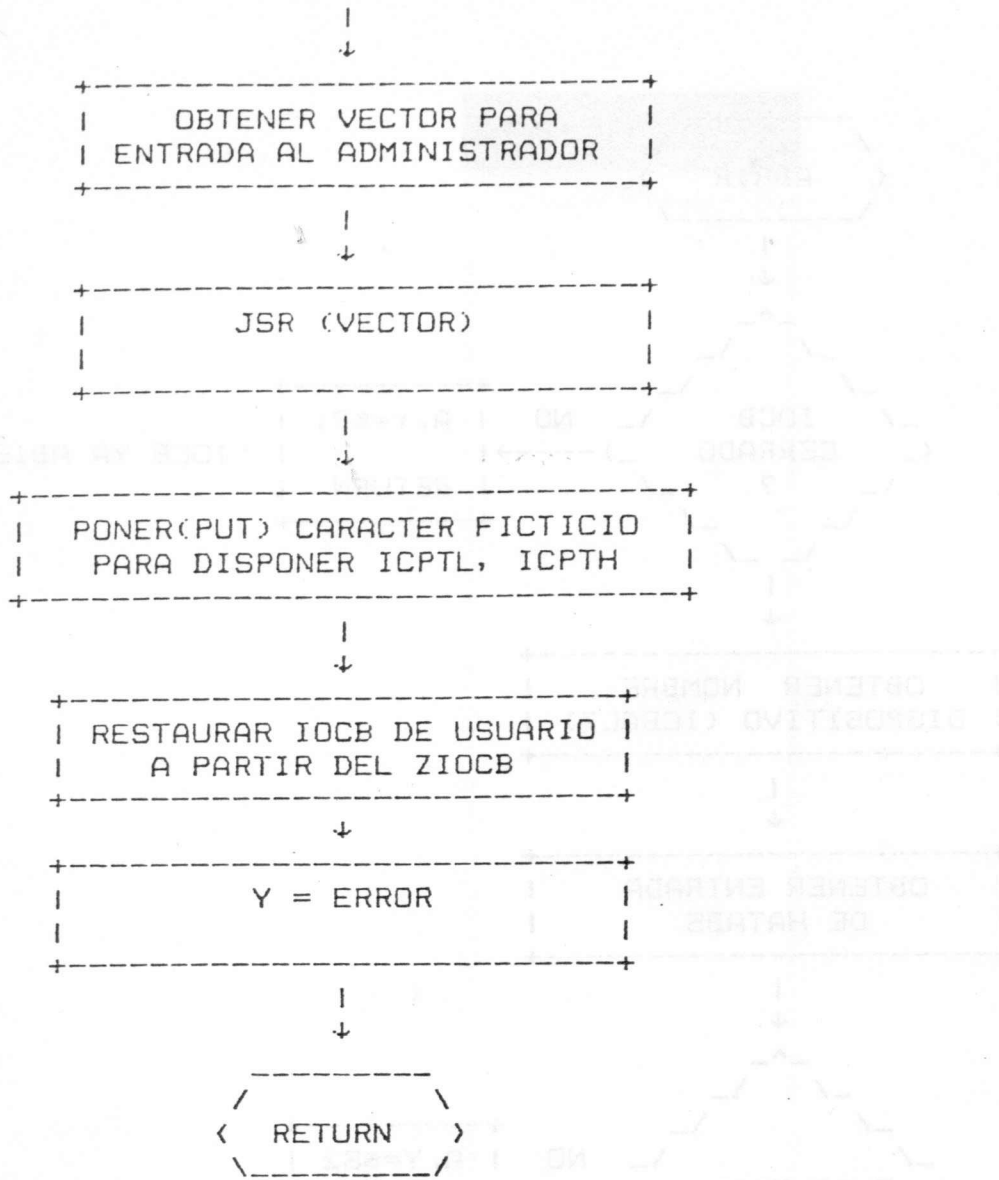 OBTENER VECTOR PARA
ENTRADA AL ADMINISTRADOR
JSR (VECTOR)
PONER(PUT) CARACTER FICTICIO
PARA DISPONER ICPTL, ICPTH
RESTAURAR IOCB DE USUARIO
A PARTIR DEL ZIOCB
Y = ERROR
RETURN